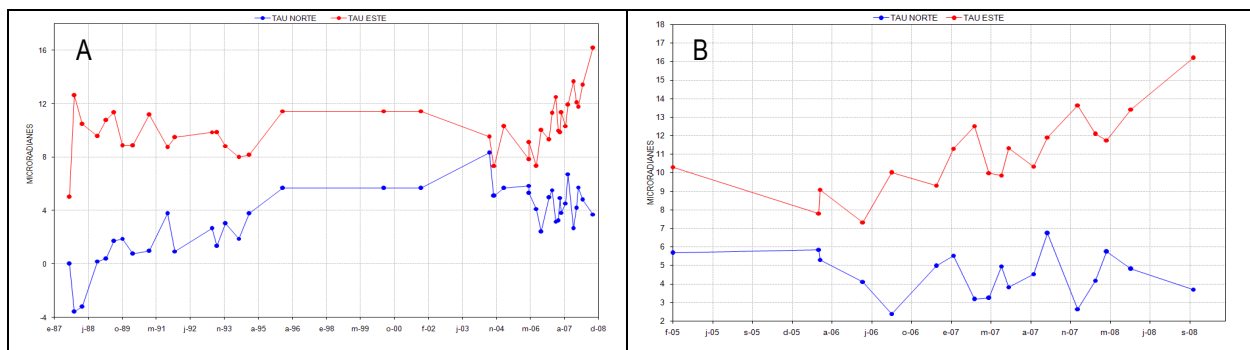 TAU NORTE TAU ESTE
A
MICRORADIANES
16
12
8
4
0
-4
e-87 j-88 o-89 m-91 j-92 n-93 a-95 a-96 e-98 m-99 o-00 f-02 j-03 n-04 m-06 a-07 d-08
TAU NORTE TAU ESTE
B
MICRORADIANES
18
17
16
15
14
13
12
11
10
9
8
7
6
5
4
3
2
f-05 j-05 s-05 d-05 a-06 j-06 o-06 e-07 m-07 a-07 n-07 m-08 j-08 s-08